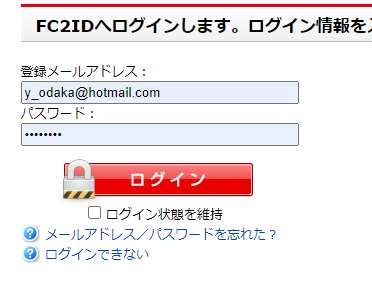 FC2IDへログインします。ログイン情報を
登録メールアドレス：
y_odaka@hotmail.com
パスワード：
••••••••
ログイン
ログイン状態を維持
メールアドレス／パスワードを忘れた？
ログインできない